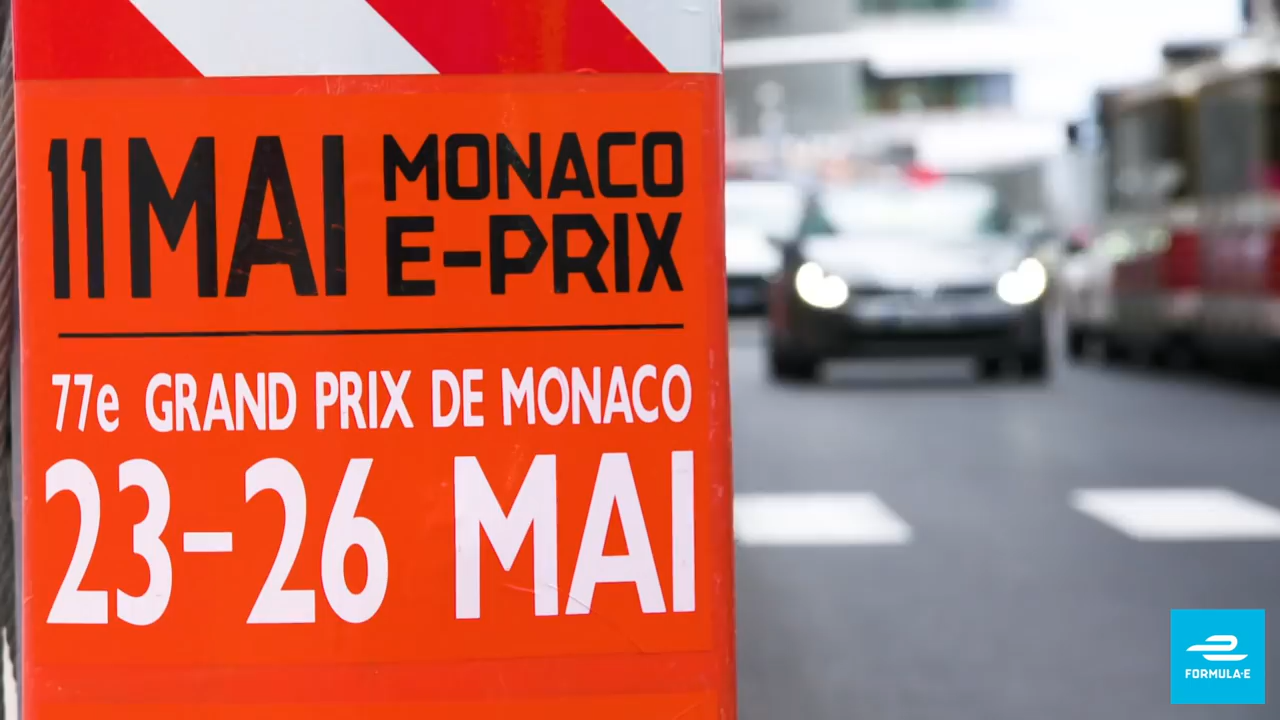 11 MAI MONACO
E-PRIX
77e GRAND PRIX DE MONACO
23-26 MAI
FORMULA-E